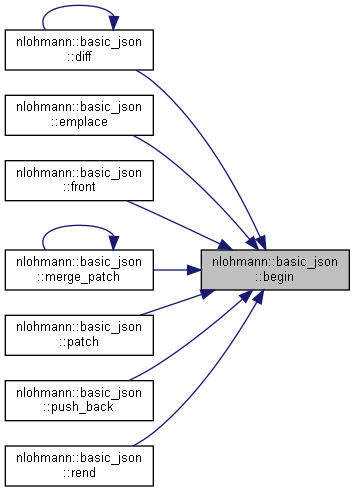 nlohmann::basic_json
::diff
nlohmann::basic_json
::emplace
nlohmann::basic_json
::front
nlohmann::basic_json
::merge_patch
nlohmann::basic_json
::begin
nlohmann::basic_json
::patch
nlohmann::basic_json
::push_back
nlohmann::basic_json
::rend